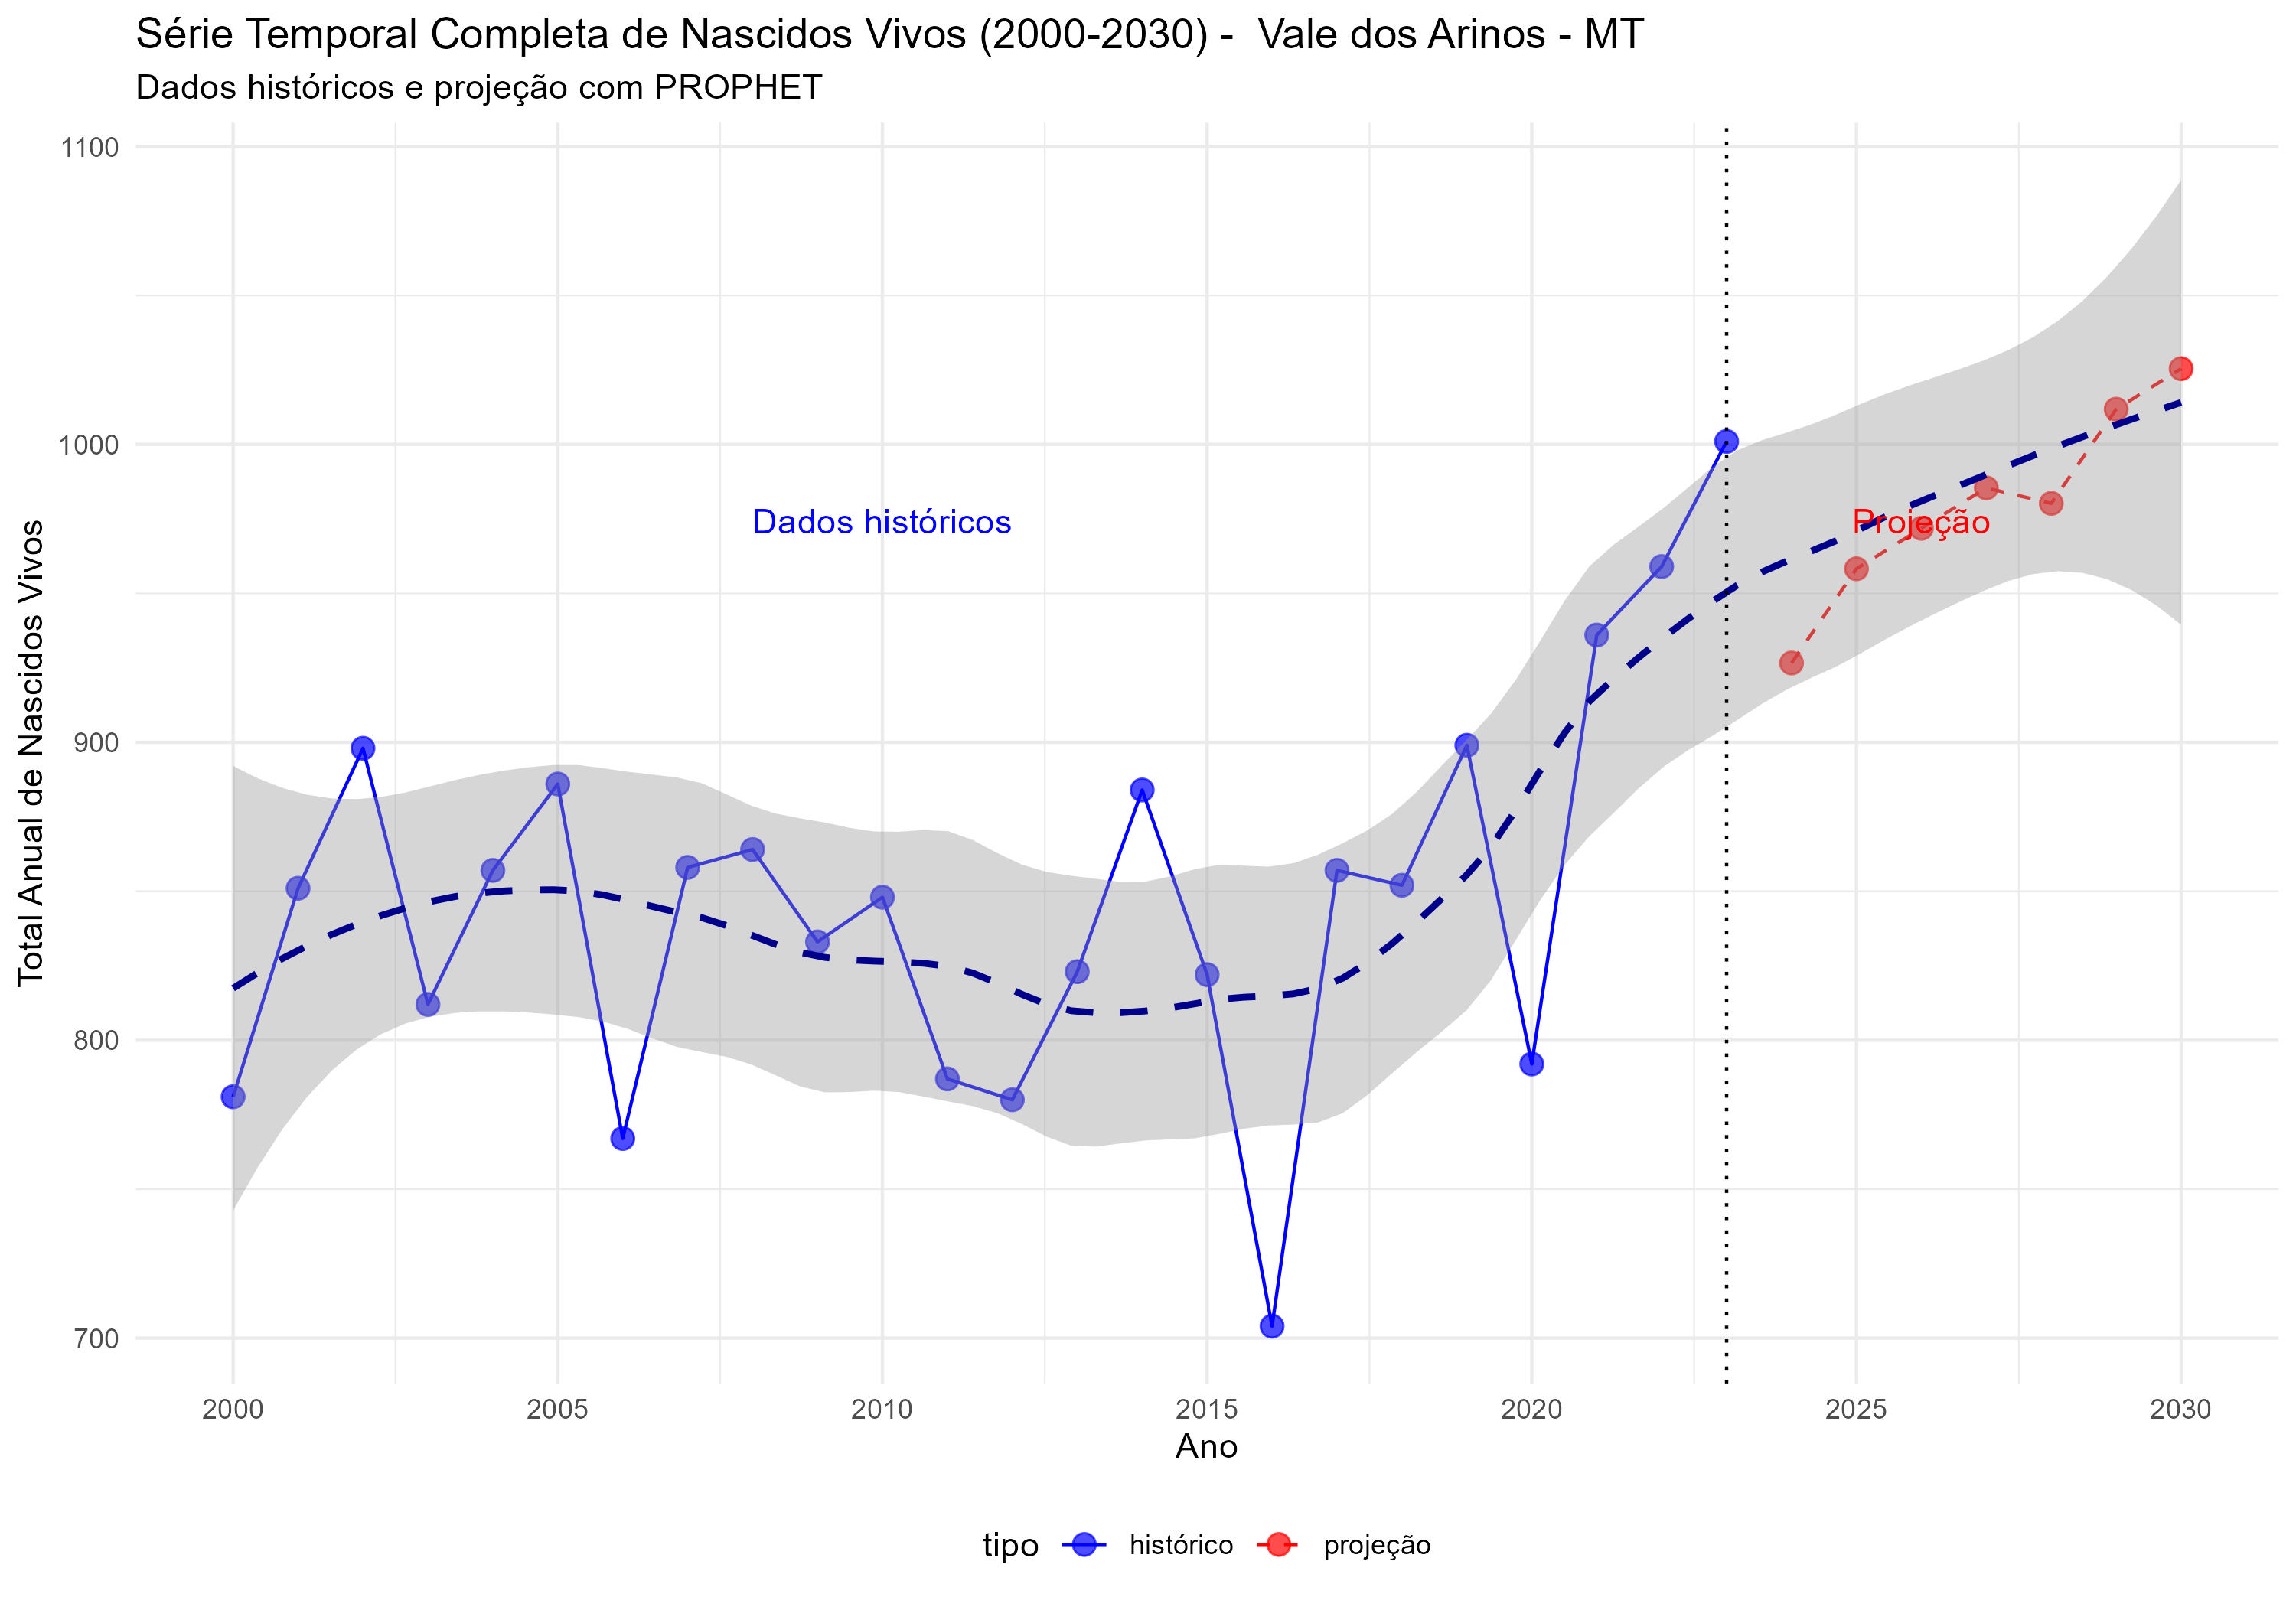 Série Temporal Completa de Nascidos Vivos (2000-2030) -  Vale dos Arinos - MT
Dados históricos e projeção com PROPHET
Total Anual de Nascidos Vivos
1100
1000
900
800
700
Dados históricos
Projeção
2000 2005 2010 2015 2020 2025 2030
Ano
tipo histórico projeção